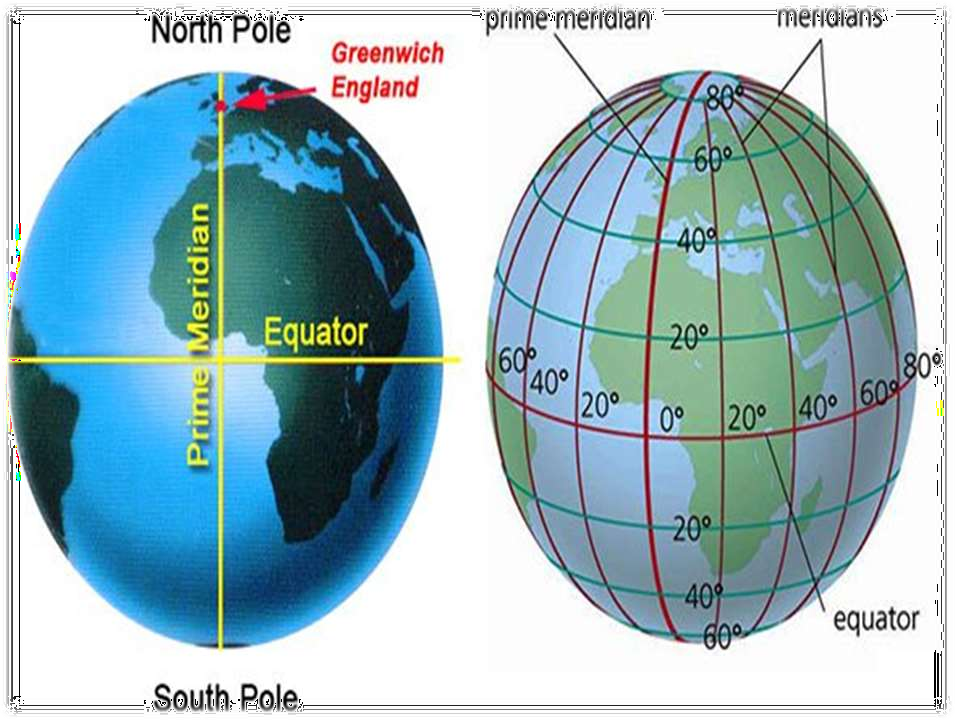 North Pole
Greenwich
England
Prime Meridian
Equator
South Pole
prime meridian
meridians
80°
60°
40°
20°
60°
40°
20°
0°
20°
40°
60°
80°
20°
40°
60°
equator